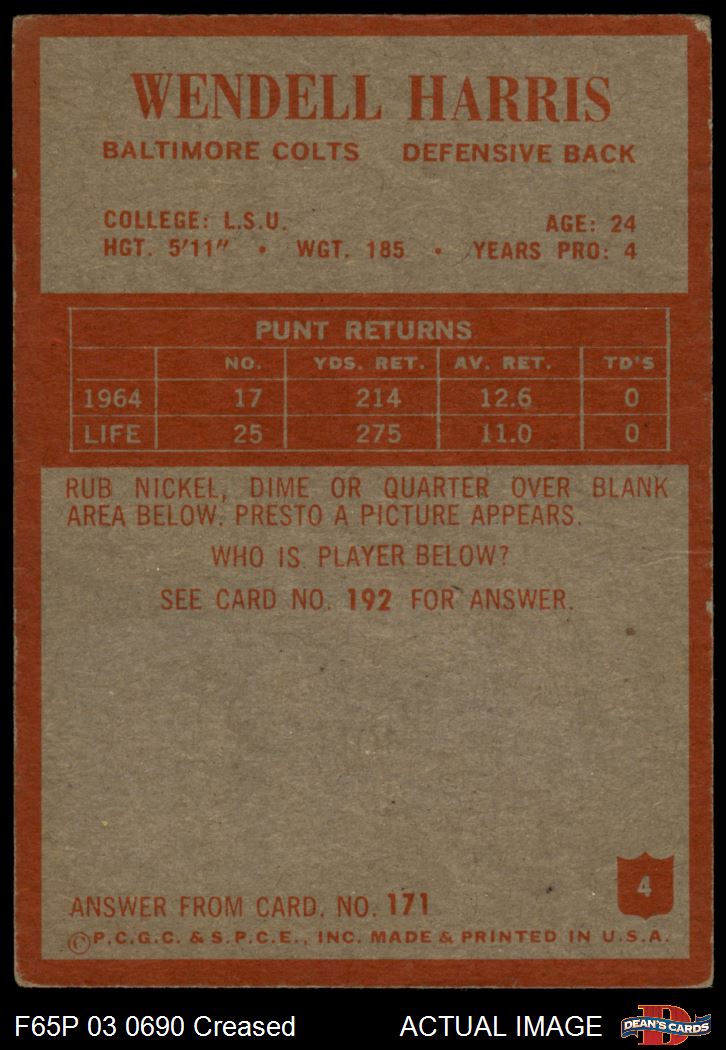 WENDELL HARRIS
BALTIMORE COLTS DEFENSIVE BACK
COLLEGE: L.S.U. AGE: 24
HGT. 5'11" • WGT. 185 • YEARS PRO: 4
PUNT RETURNS
NO. YDS. RET. AV. RET. TD'S
1964 17 214 12.6 0
LIFE 25 275 11.0 0
RUB NICKEL, DIME OR QUARTER OVER BLANK
AREA BELOW. PRESTO A PICTURE APPEARS.
WHO IS PLAYER BELOW?
SEE CARD NO. 192 FOR ANSWER.
4
ANSWER FROM CARD. NO. 171
©P.C.G.C. & S.P.C.E., INC. MADE & PRINTED IN U.S.A.
F65P 03 0690 Creased ACTUAL IMAGE
D
DEAN'S CARDS